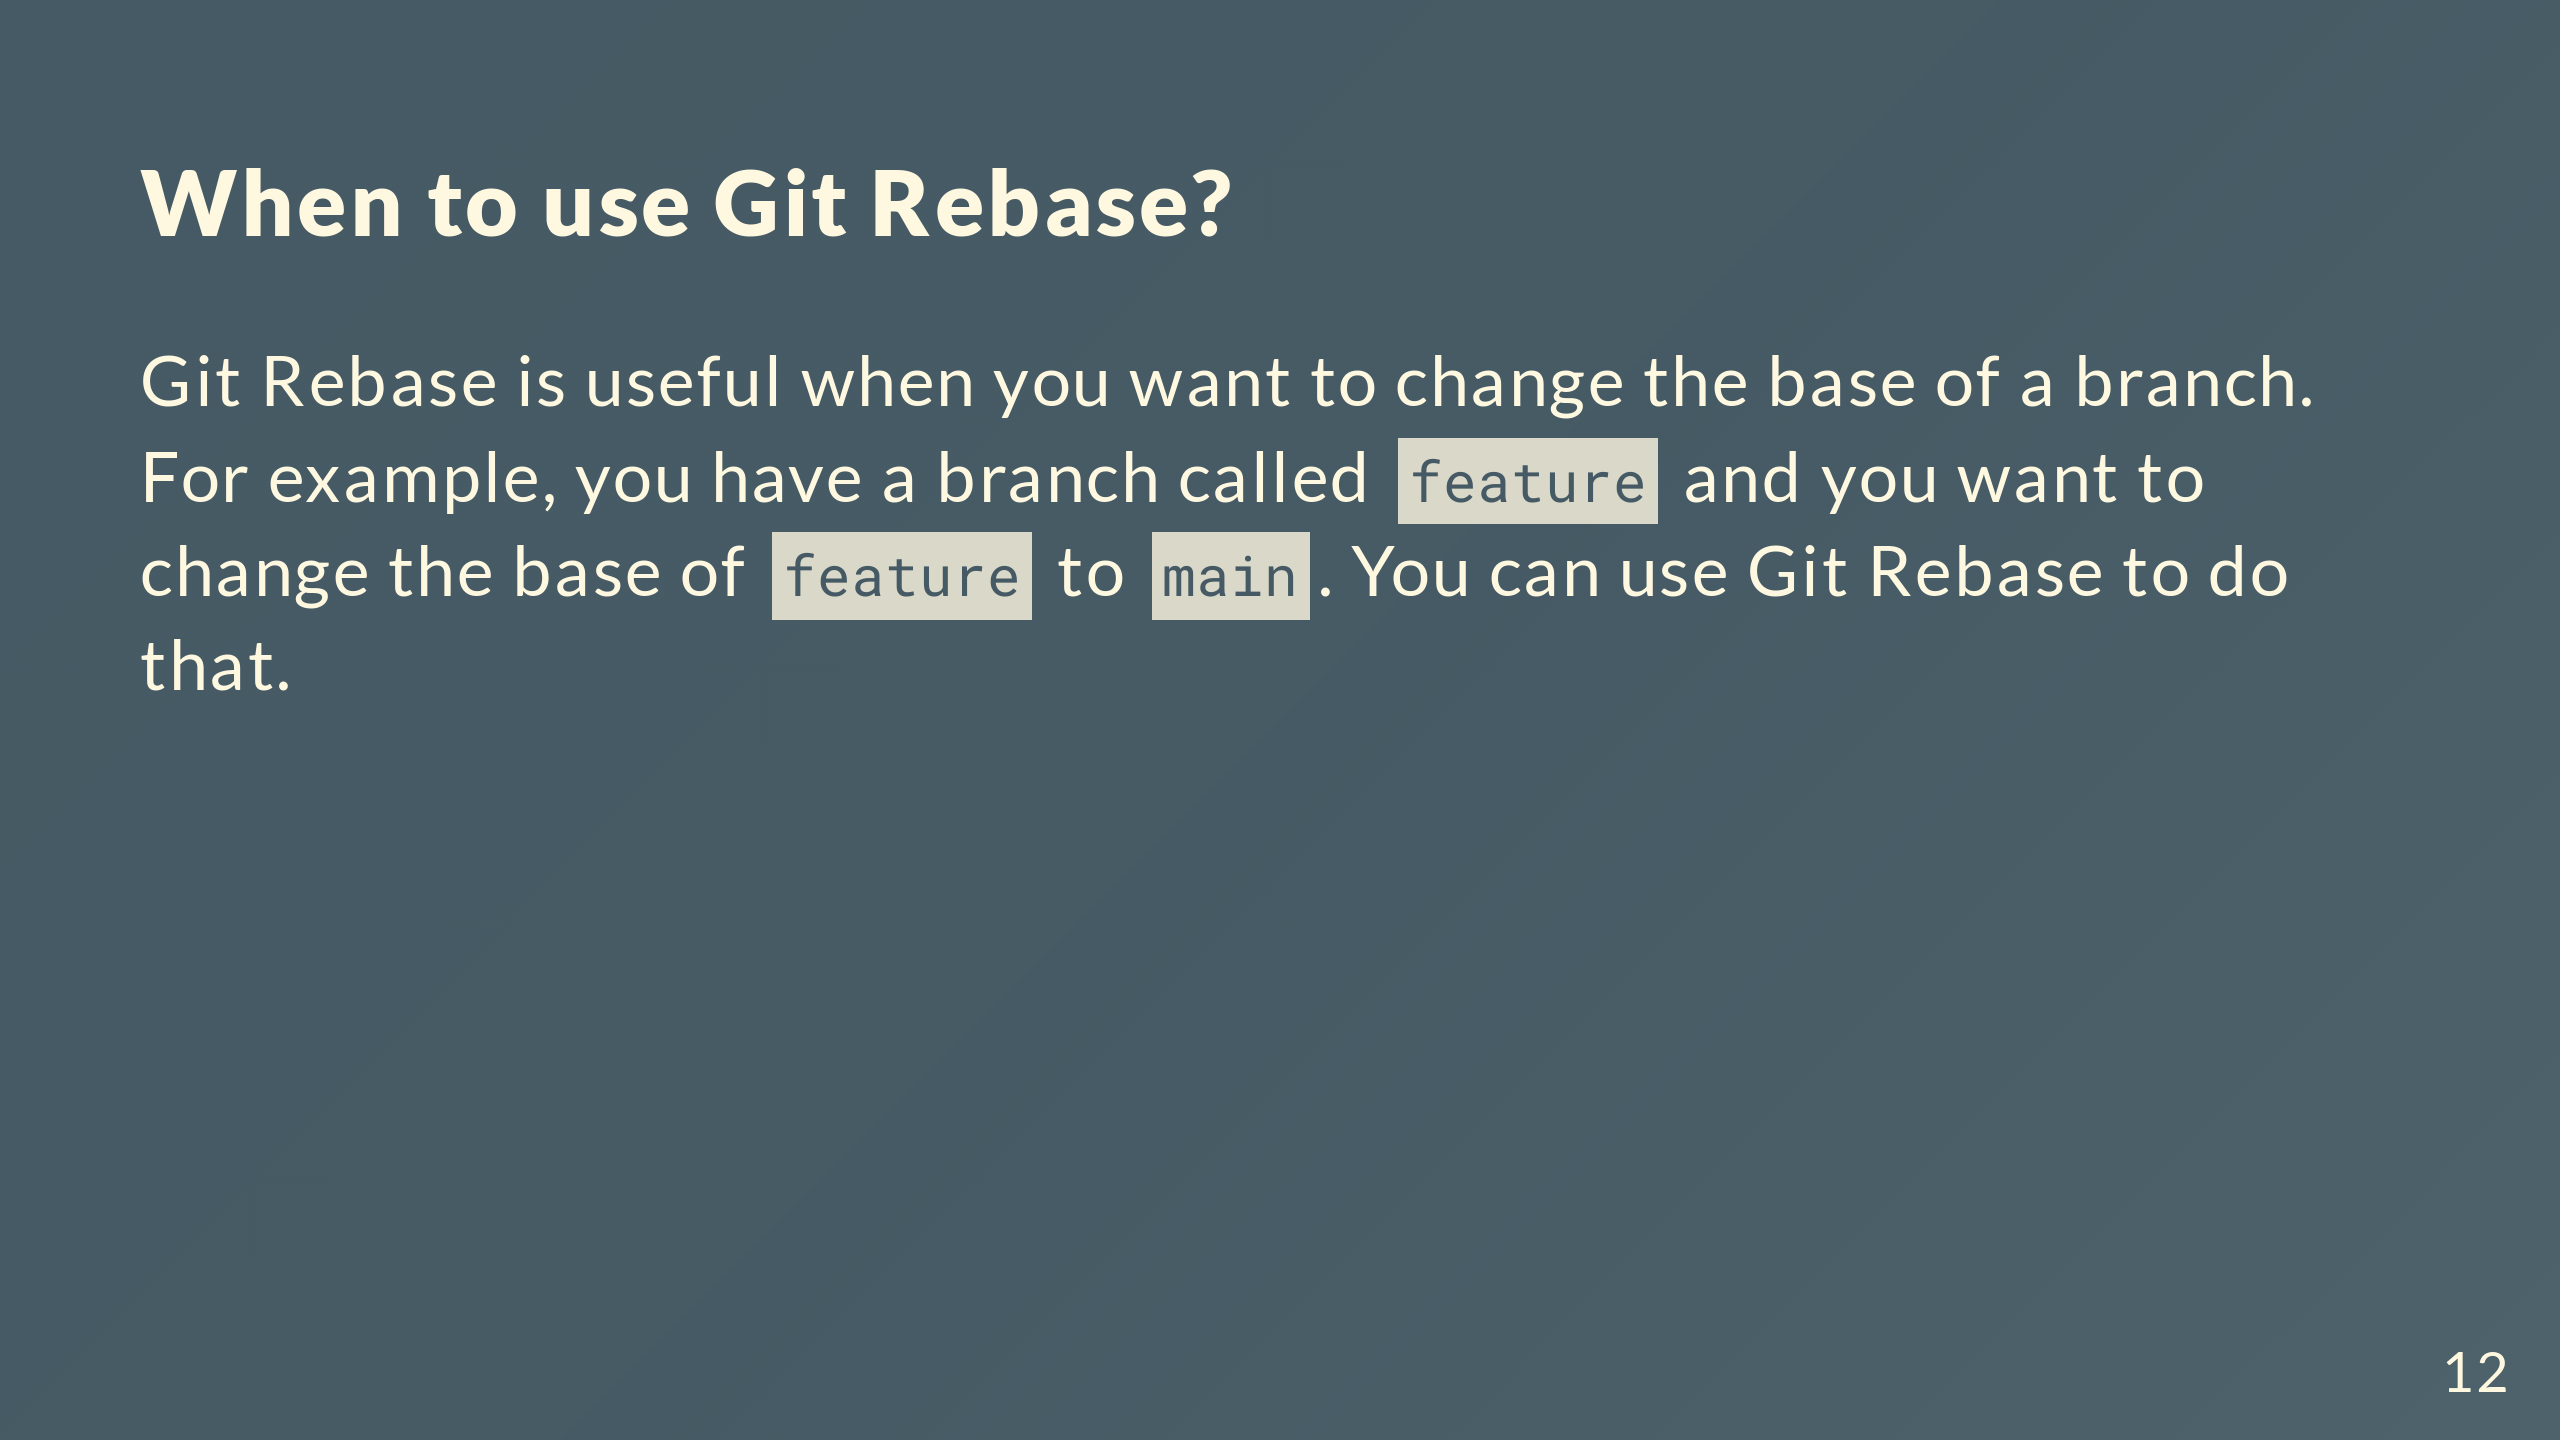 When to use Git Rebase?
Git Rebase is useful when you want to change the base of a branch.
For example, you have a branch called feature and you want to
change the base of feature to main. You can use Git Rebase to do
that.
12